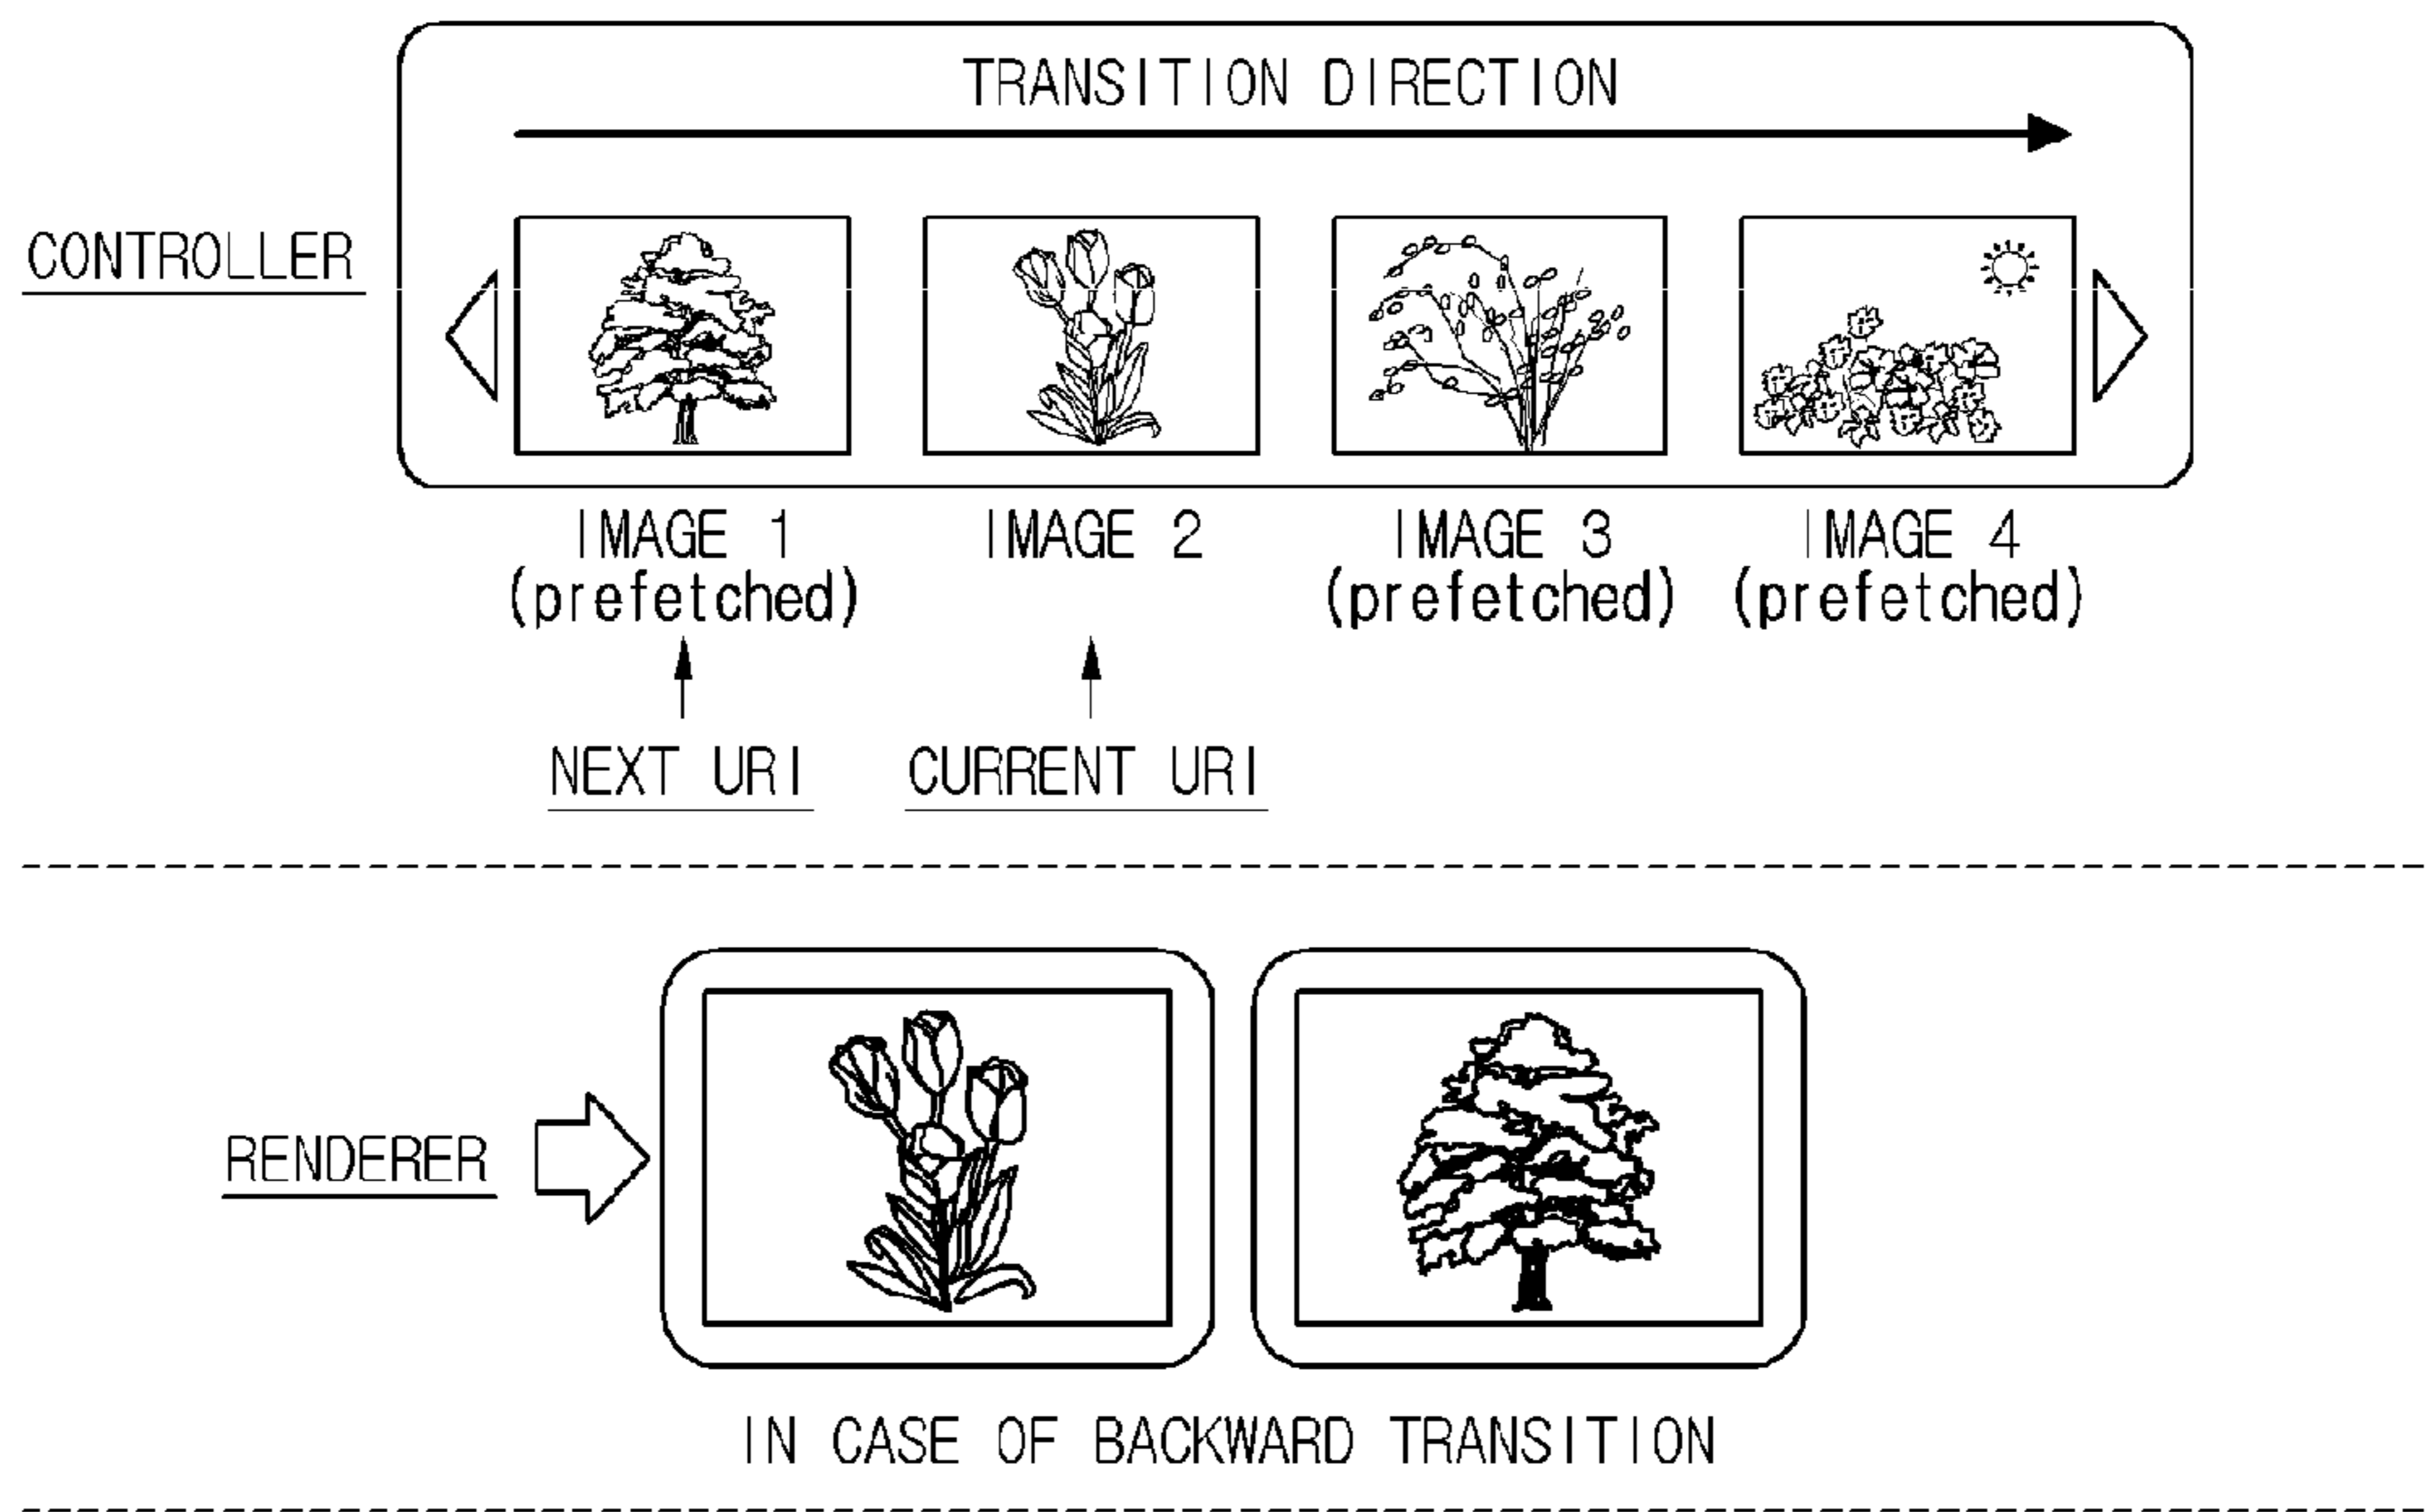 TRANSITION DIRECTION
CONTROLLER
IMAGE 1 IMAGE 2 IMAGE 3 IMAGE 4
(prefetched) (prefetched) (prefetched)
NEXT URI CURRENT URI
RENDERER
IN CASE OF BACKWARD TRANSITION